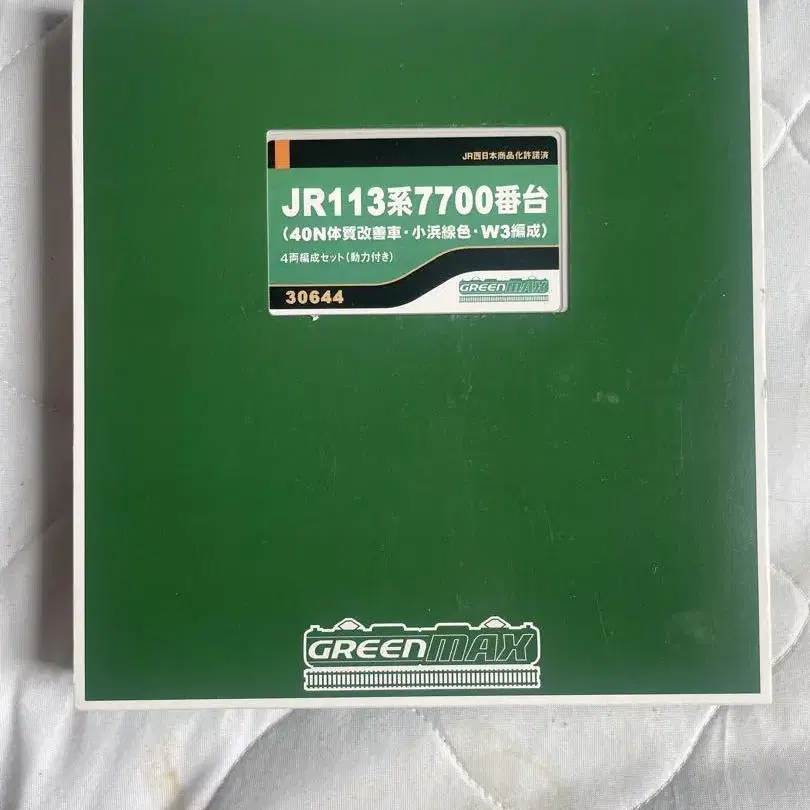 JR西日本商品化許諾済
JR113系7700番台
(40N体質改善車・小浜線色・W3編成)
4両編成セット(動力付き)
30644
GREENMAX
GREENMAX